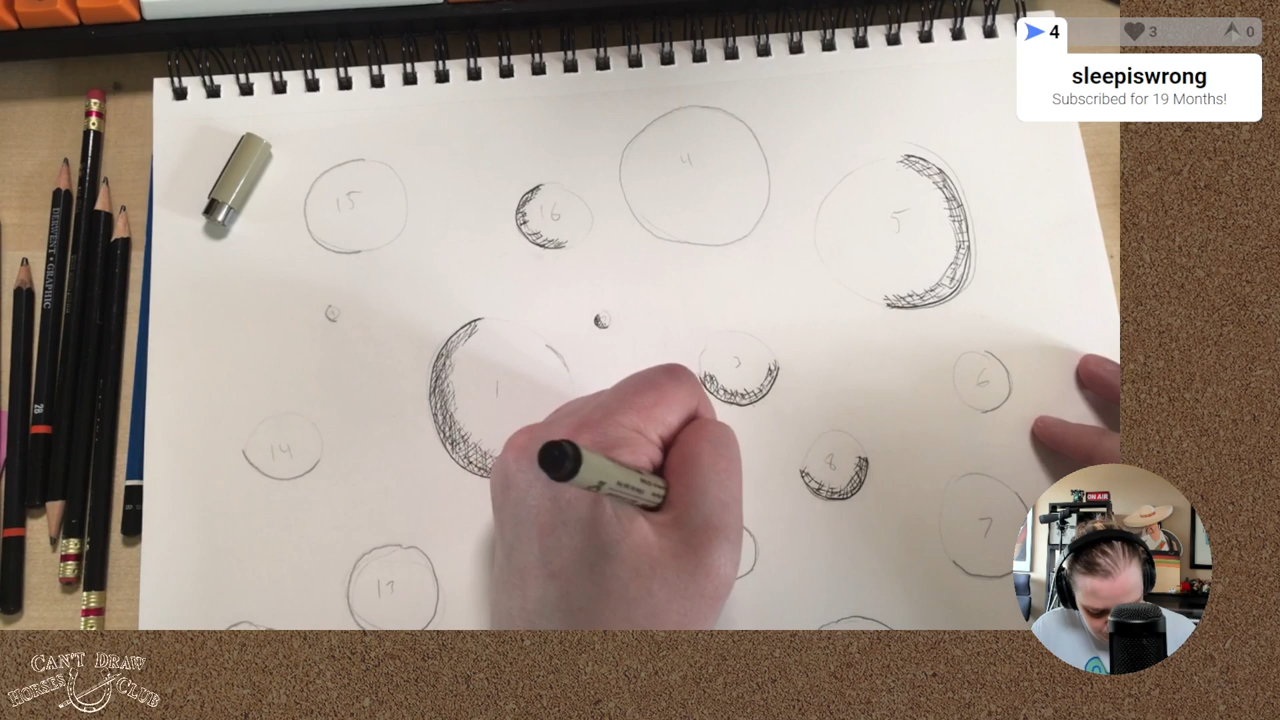 4 3 0
sleepiswrong
Subscribed for 19 Months!
ON AIR
4
15
16
5
1
3
6
14
8
7
13
DERWENT • GRAPHIC
2B
CAN'T DRAW
HORSES CLUB